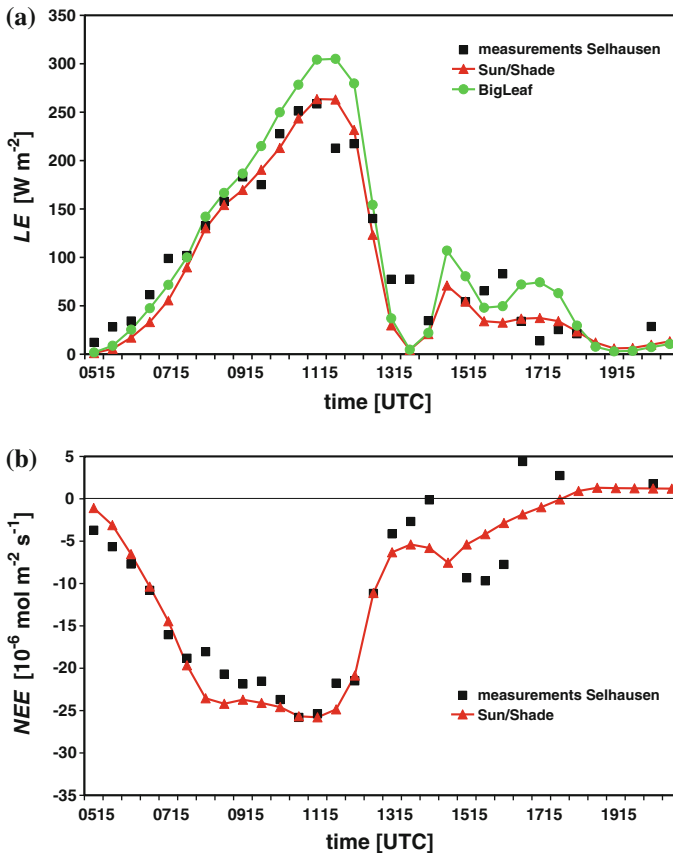 (a)
350
300
250
200
150
100
50
0
LE [W m-2]
measurements Selhausen
Sun/Shade
BigLeaf
0515 0715 0915 1115 1315 1515 1715 1915
time [UTC]
(b)
5
0
-5
-10
-15
-20
-25
-30
-35
NEE [10-6 mol m-2 s-1]
measurements Selhausen
Sun/Shade
0515 0715 0915 1115 1315 1515 1715 1915
time [UTC]